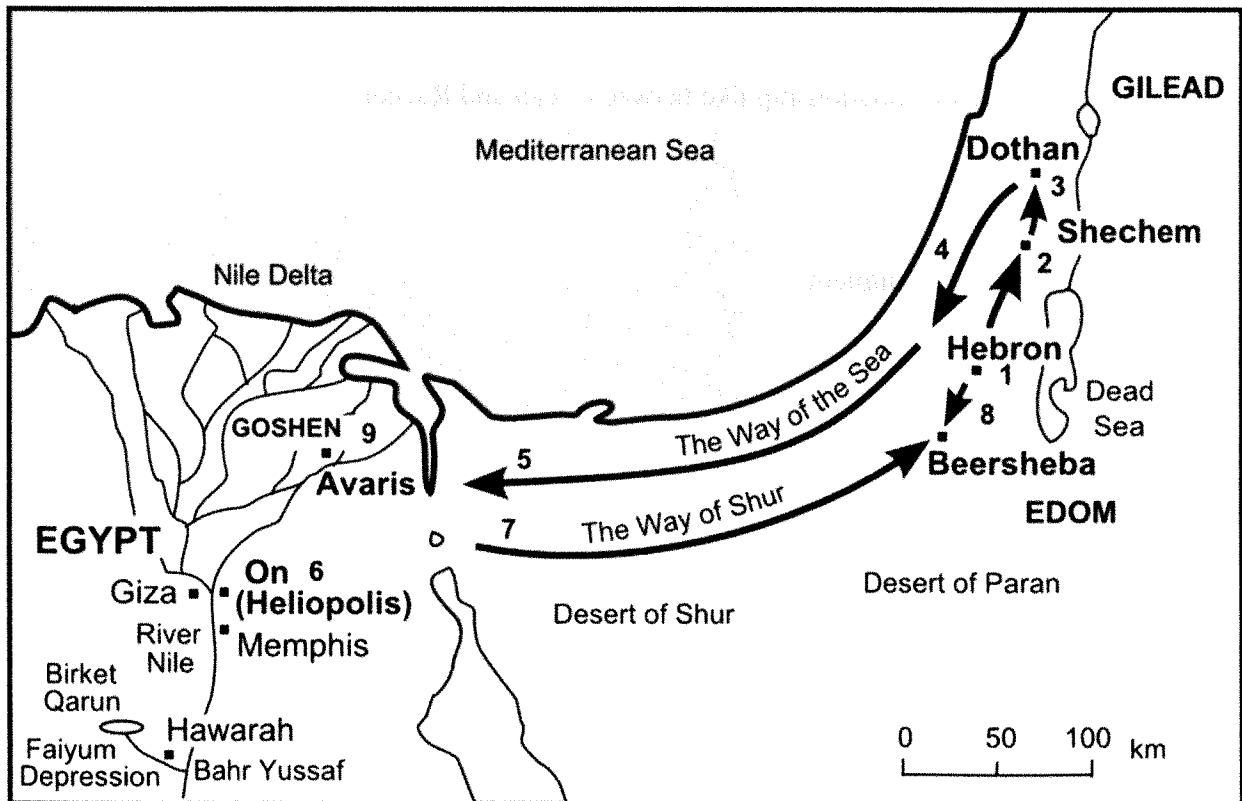 GILEAD
Mediterranean Sea
Dothan
3
Shechem
2
4
Nile Delta
Hebron
1
The Way of the Sea
Dead
Sea
8
GOSHEN 9
Avaris
5
Beersheba
The Way of Shur
7
EDOM
EGYPT
On 6
(Heliopolis)
Giza
Desert of Paran
Desert of Shur
River
Nile
Memphis
Birket
Qarun
Hawarah
Faiyum
Depression
Bahr Yussaf
0 50 100 km